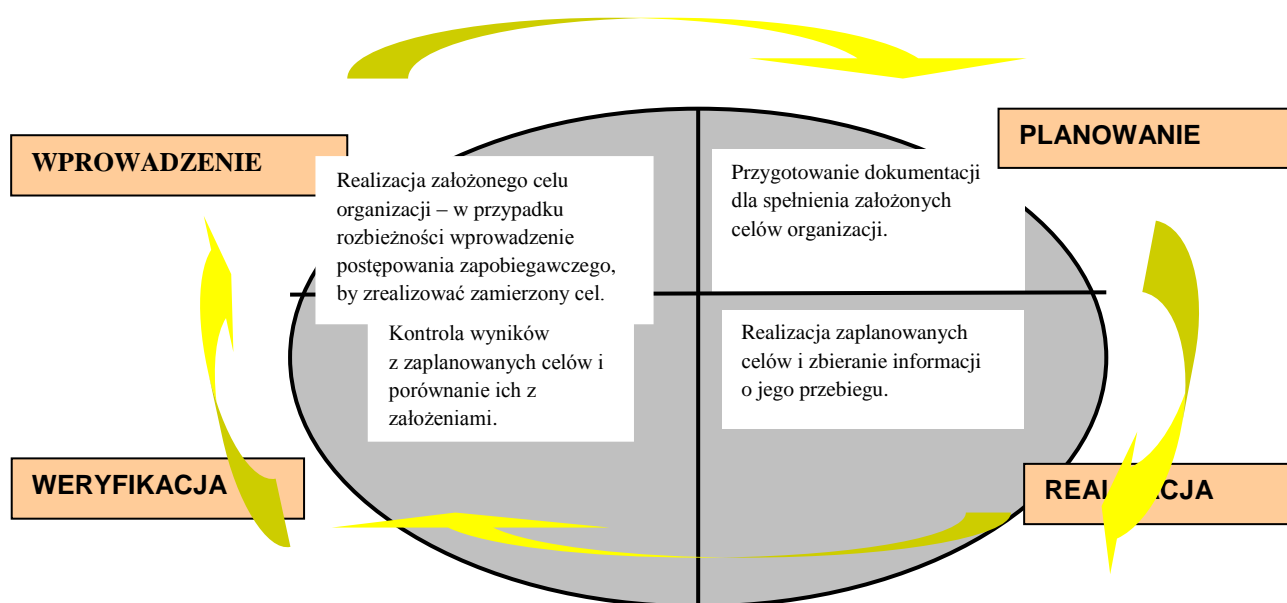 WPROWADZENIE
PLANOWANIE
Realizacja założonego celu
organizacji – w przypadku
rozbieżności wprowadzenie
postępowania zapobiegawczego,
by zrealizować zamierzony cel.
Przygotowanie dokumentacji
dla spełnienia założonych
celów organizacji.
Kontrola wyników
z zaplanowanych celów i
porównanie ich z
założeniami.
Realizacja zaplanowanych
celów i zbieranie informacji
o jego przebiegu.
WERYFIKACJA
REALIZACJA